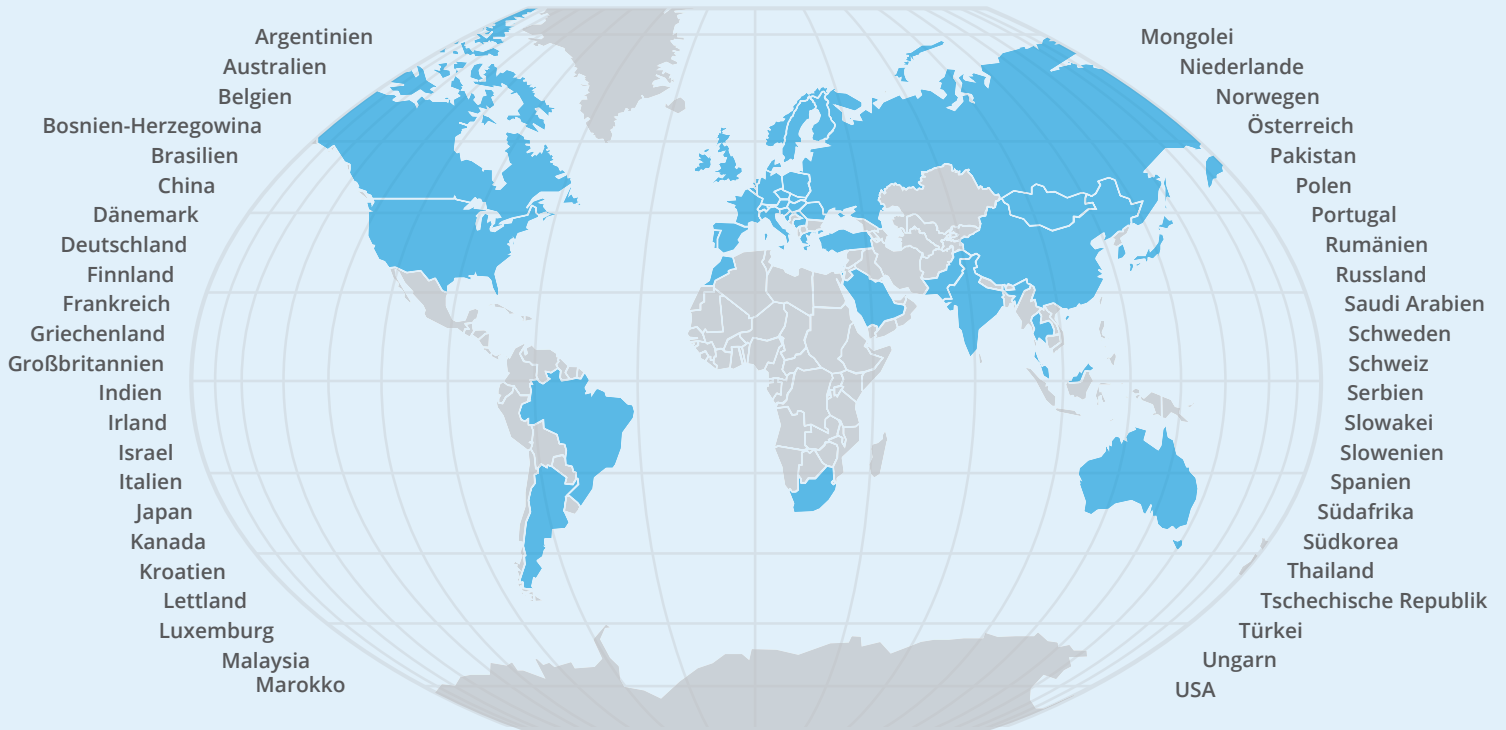 Argentinien
Australien
Belgien
Bosnien-Herzegowina
Brasilien
China
Dänemark
Deutschland
Finnland
Frankreich
Griechenland
Großbritannien
Indien
Irland
Israel
Italien
Japan
Kanada
Kroatien
Lettland
Luxemburg
Malaysia
Marokko
Mongolei
Niederlande
Norwegen
Österreich
Pakistan
Polen
Portugal
Rumänien
Russland
Saudi Arabien
Schweden
Schweiz
Serbien
Slowakei
Slowenien
Spanien
Südafrika
Südkorea
Thailand
Tschechische Republik
Türkei
Ungarn
USA